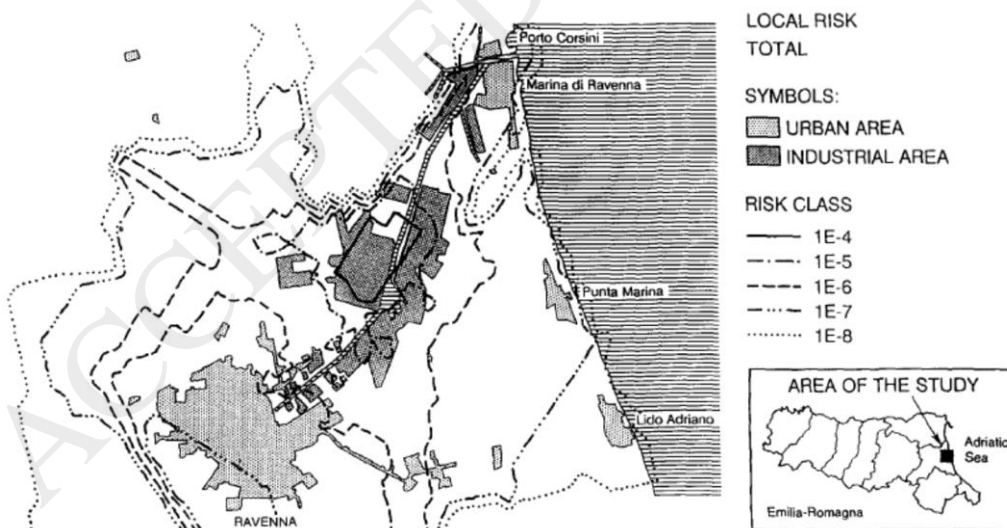 Porto Corsini
Marina di Ravenna
Punta Marina
Lido Adriano
RAVENNA
LOCAL RISK
TOTAL
SYMBOLS:
URBAN AREA
INDUSTRIAL AREA
RISK CLASS
1E-4
1E-5
1E-6
1E-7
1E-8
AREA OF THE STUDY
Adriatic
Sea
Emilia-Romagna
ACCEPTED